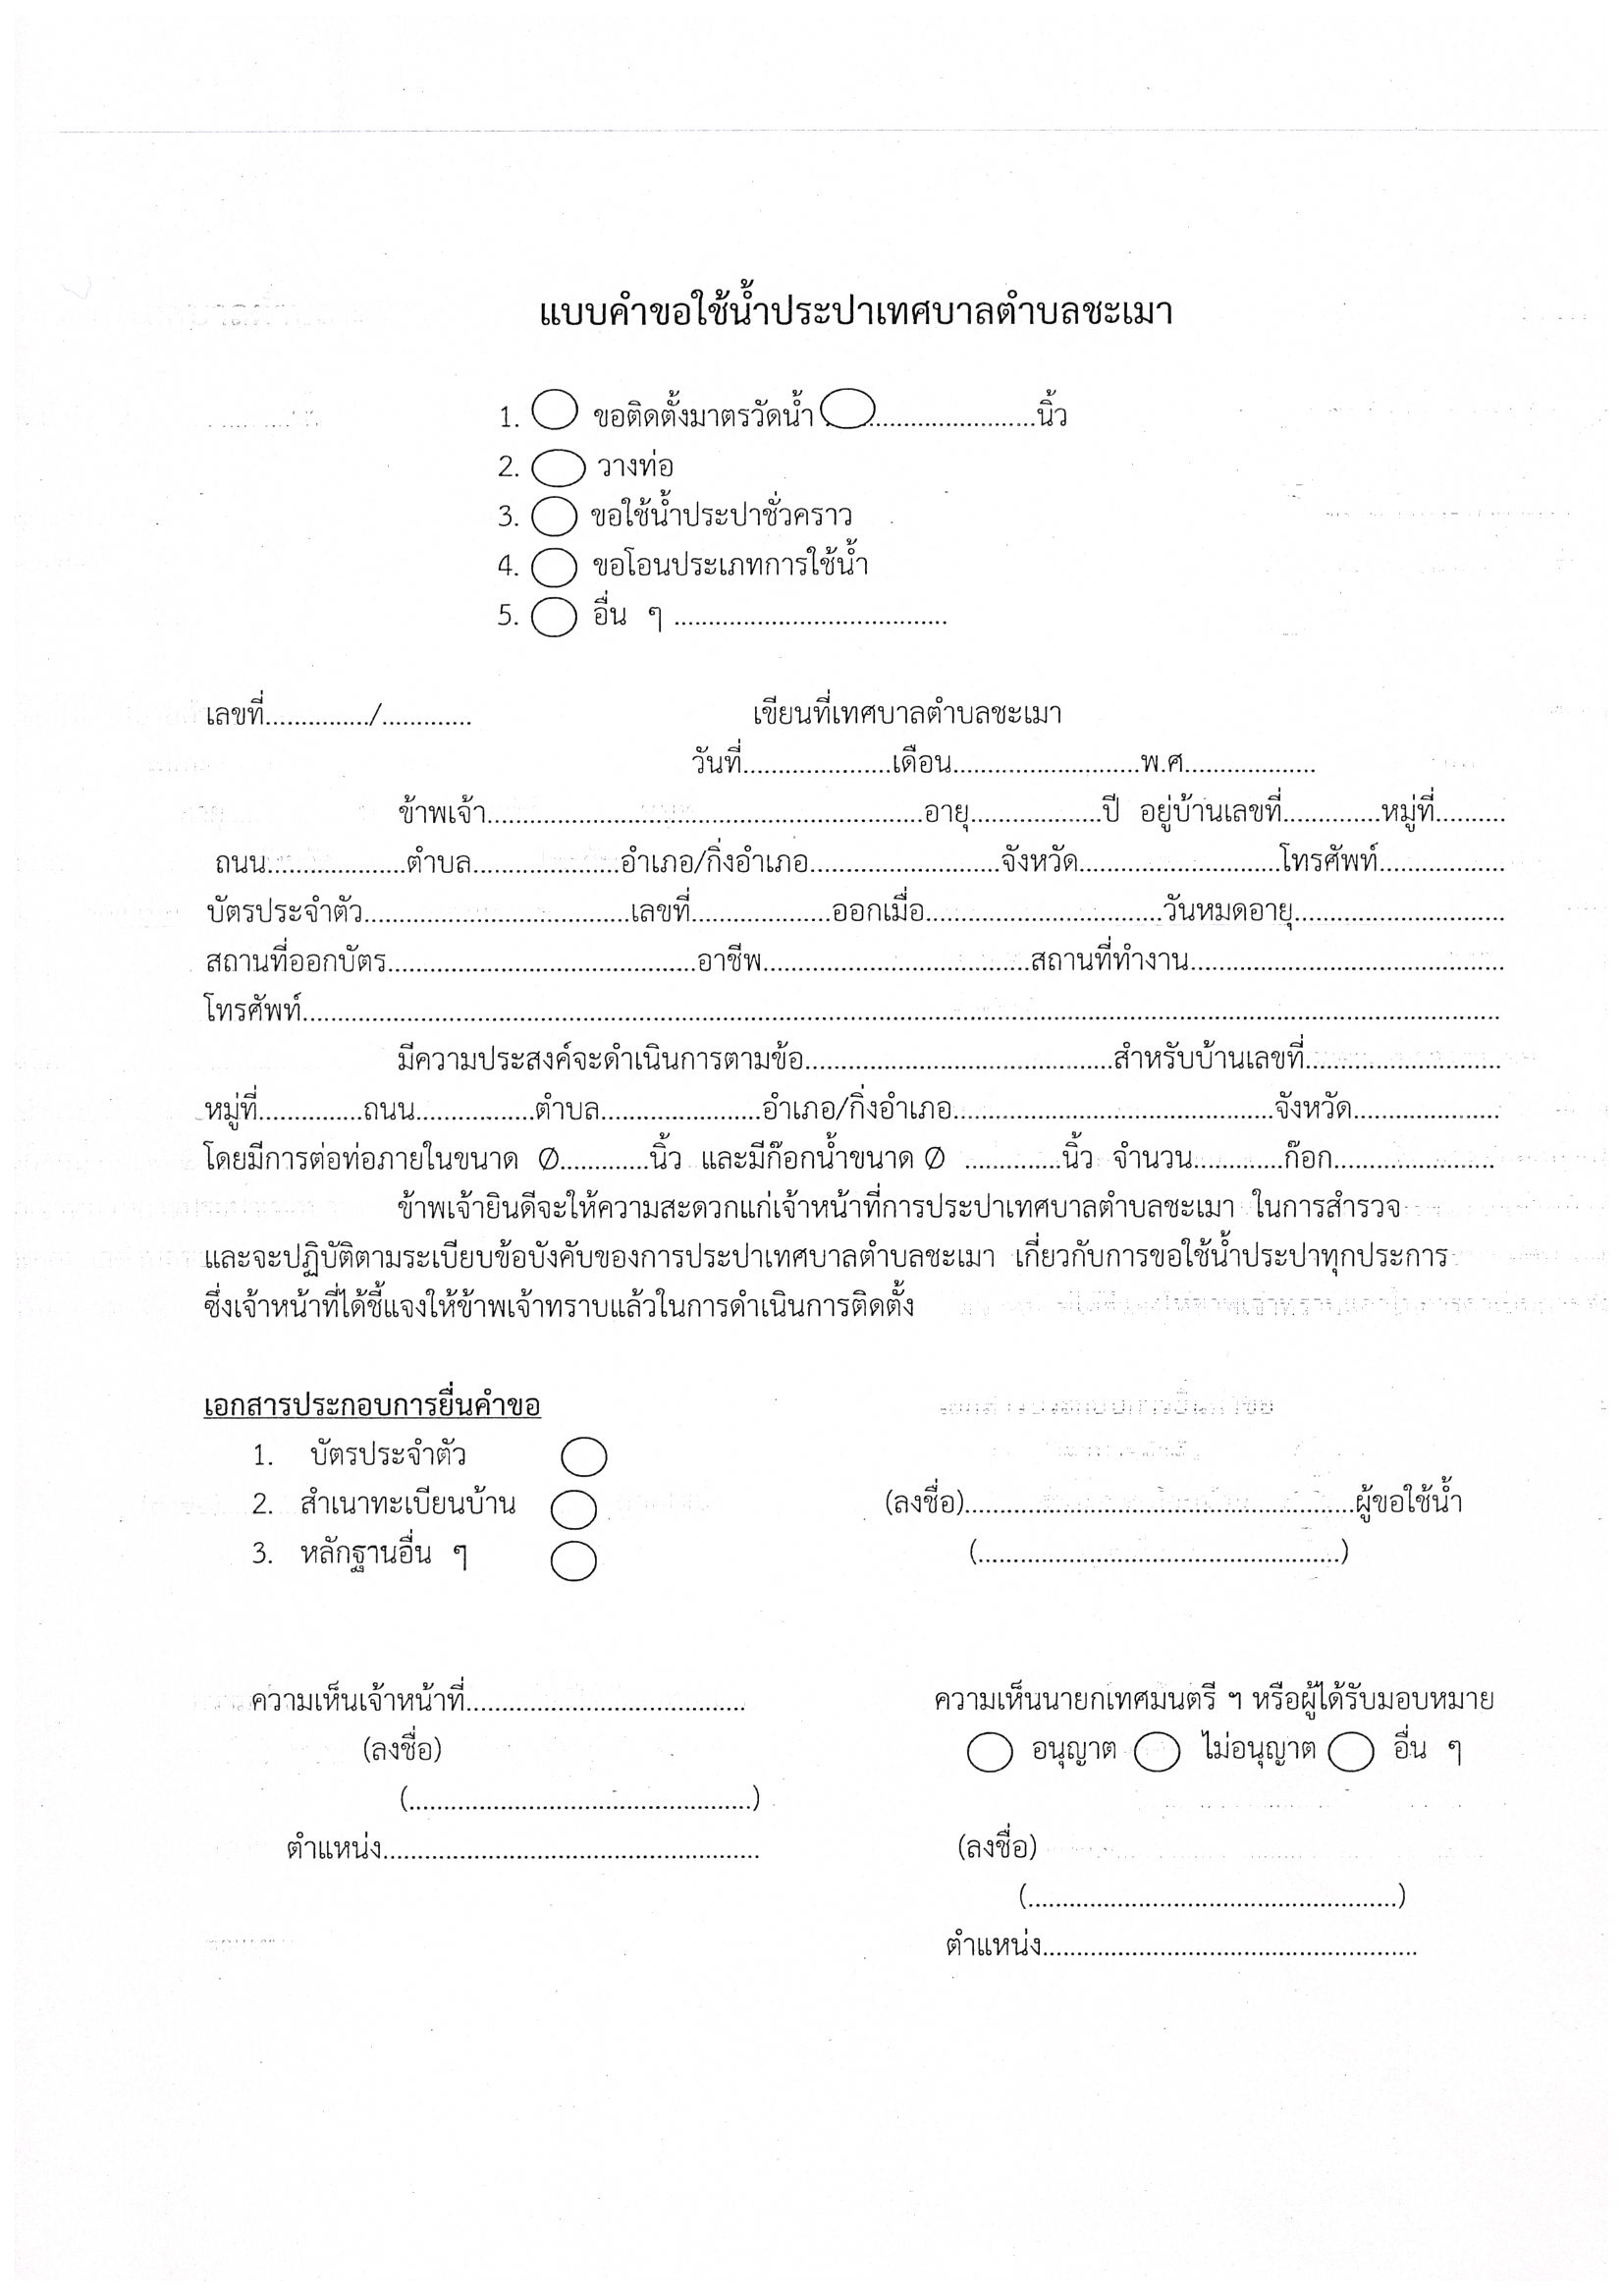 แบบคำขอใช้น้ำประปาเทศบาลตำบลชะเมา
1. ขอติดตั้งมาตรวัดน้ำ ..............................นิ้ว
2. วางท่อ
3. ขอใช้น้ำประปาชั่วคราว
4. ขอโอนประเภทการใช้น้ำ
5. อื่น ๆ .......................................
เลขที่.............../.............
เขียนที่เทศบาลตำบลชะเมา
วันที่.....................เดือน...........................พ.ศ...................
ข้าพเจ้า...............................................................อายุ...................ปี อยู่บ้านเลขที่..............หมู่ที่..........
ถนน....................ตำบล.....................อำเภอ/กิ่งอำเภอ...........................จังหวัด.............................โทรศัพท์..................
บัตรประจำตัว......................................เลขที่....................ออกเมื่อ..................................วันหมดอายุ..............................
สถานที่ออกบัตร............................................อาชีพ......................................สถานที่ทำงาน.............................................
โทรศัพท์...........................................................................................................................................................................
มีความประสงค์จะดำเนินการตามข้อ............................................สำหรับบ้านเลขที่............................
หมู่ที่...............ถนน.................ตำบล.......................อำเภอ/กิ่งอำเภอ..............................................จังหวัด.....................
โดยมีการต่อท่อภายในขนาด Ø.............นิ้ว และมีก๊อกน้ำขนาด Ø ..............นิ้ว จำนวน.............ก๊อก.......................
ข้าพเจ้ายินดีจะให้ความสะดวกแก่เจ้าหน้าที่การประปาเทศบาลตำบลชะเมา ในการสำรวจ
และจะปฏิบัติตามระเบียบข้อบังคับของการประปาเทศบาลตำบลชะเมา เกี่ยวกับการขอใช้น้ำประปาทุกประการ
ซึ่งเจ้าหน้าที่ได้ชี้แจงให้ข้าพเจ้าทราบแล้วในการดำเนินการติดตั้ง
เอกสารประกอบการยื่นคำขอ
1. บัตรประจำตัว
2. สำเนาทะเบียนบ้าน
3. หลักฐานอื่น ๆ
(ลงชื่อ)........................................................ผู้ขอใช้น้ำ
(....................................................)
ความเห็นเจ้าหน้าที่........................................
(ลงชื่อ)
(.................................................)
ตำแหน่ง......................................................
ความเห็นนายกเทศมนตรี ฯ หรือผู้ได้รับมอบหมาย
อนุญาต ไม่อนุญาต อื่น ๆ
(ลงชื่อ)
(.....................................................)
ตำแหน่ง......................................................